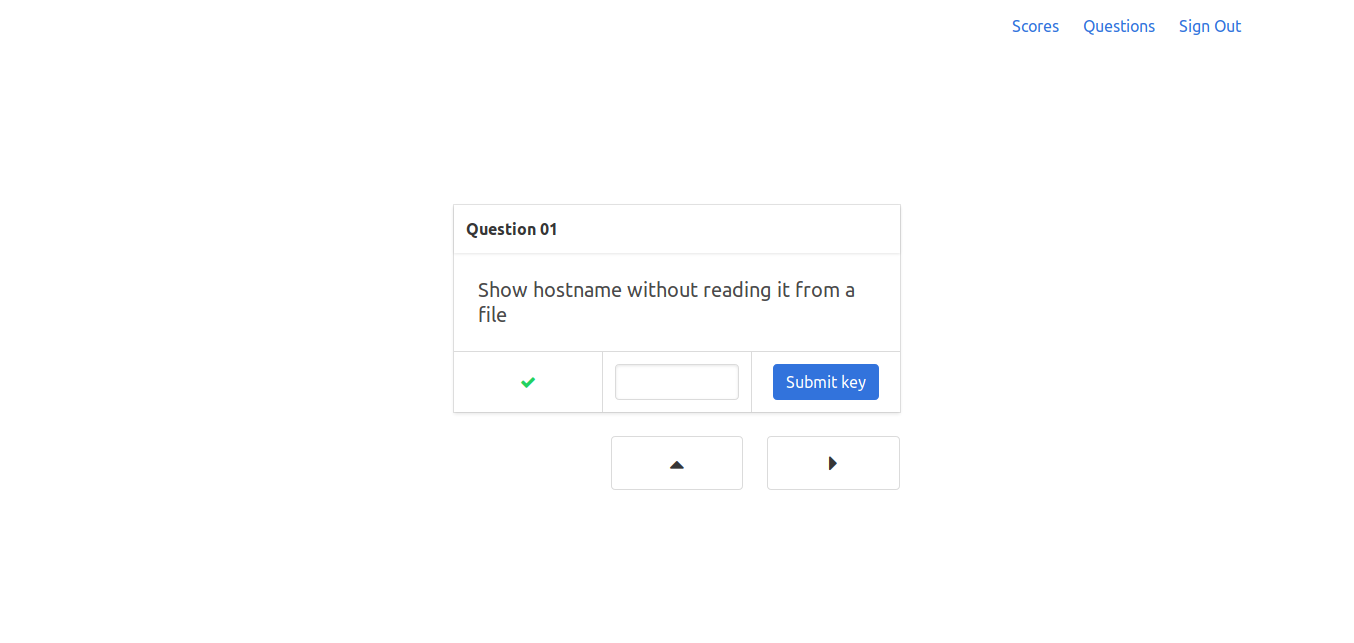 Scores Questions Sign Out
Question 01
Show hostname without reading it from a
file
Submit key